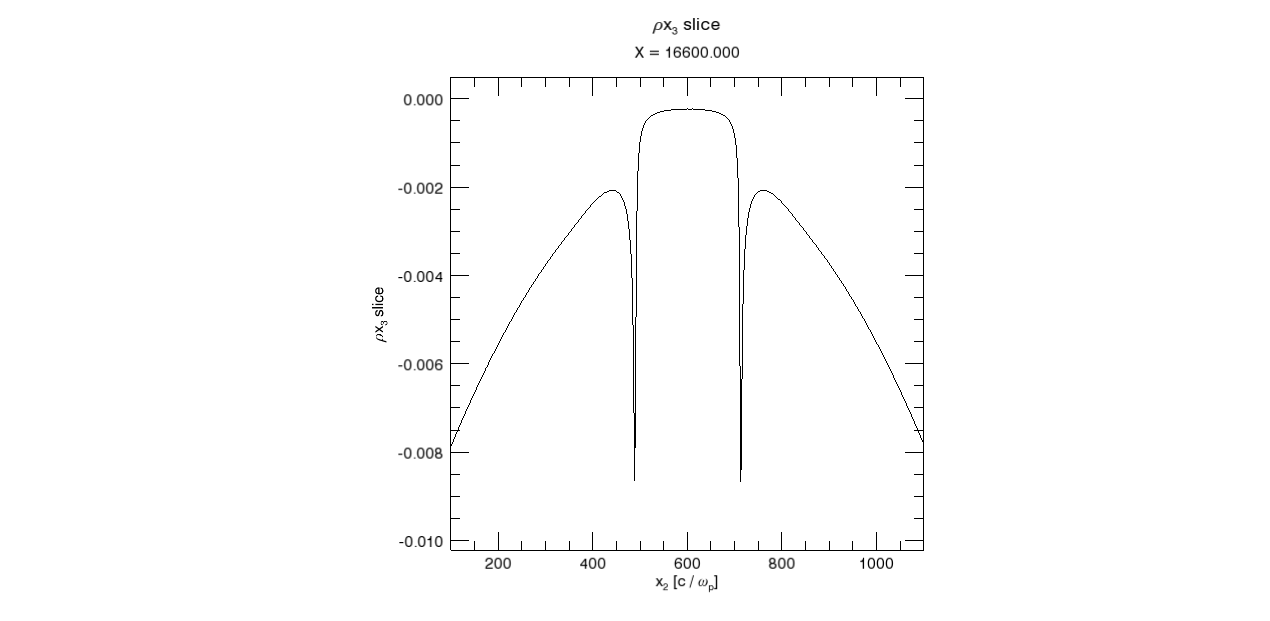 ρx₃ slice
X = 16600.000
0.000
-0.002
-0.004
-0.006
-0.008
-0.010
ρx₃ slice
200 400 600 800 1000
x₂ [c / ωₚ]